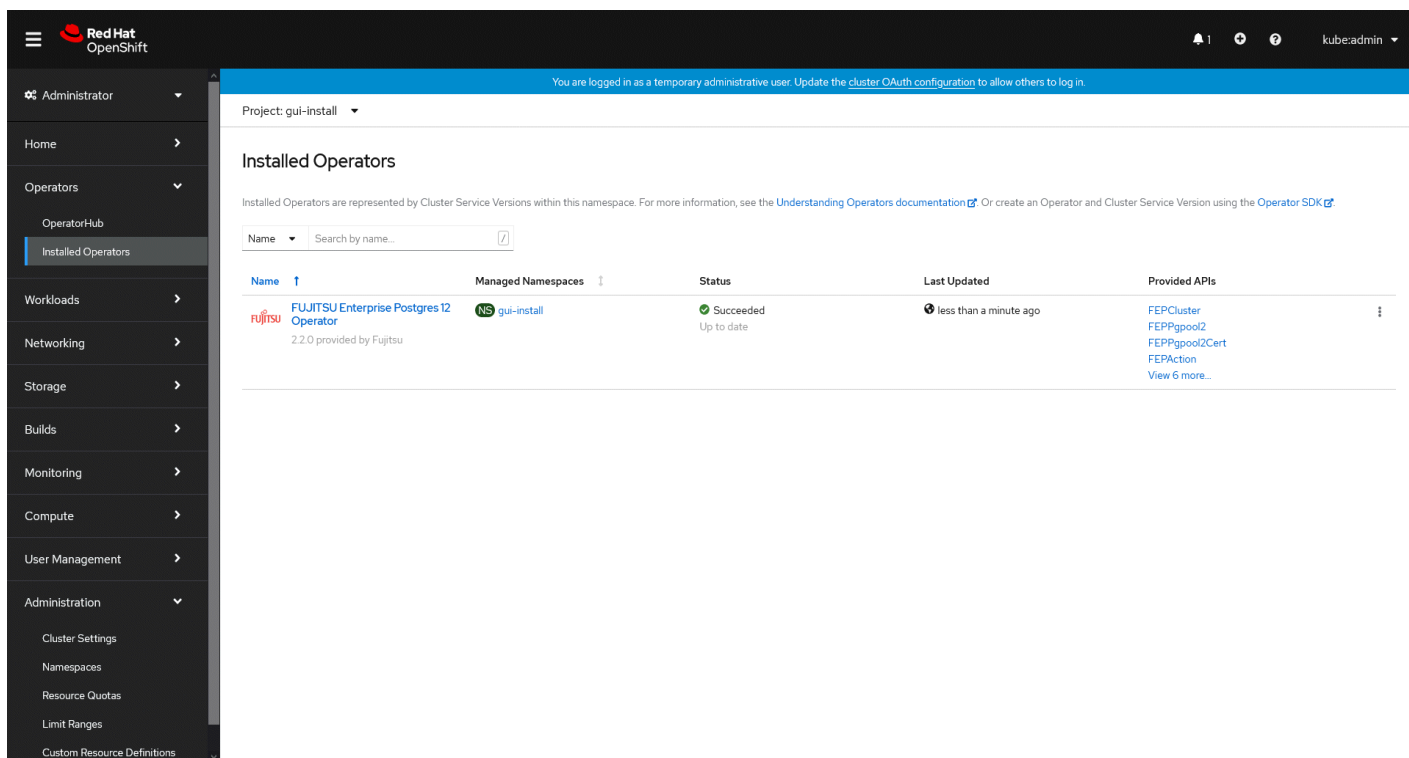 Red Hat
OpenShift
1
kube:admin
Administrator
Home
Operators
OperatorHub
Installed Operators
Workloads
Networking
Storage
Builds
Monitoring
Compute
User Management
Administration
Cluster Settings
Namespaces
Resource Quotas
Limit Ranges
Custom Resource Definitions
You are logged in as a temporary administrative user. Update the cluster OAuth configuration to allow others to log in.
Project: gui-install
Installed Operators
Installed Operators are represented by Cluster Service Versions within this namespace. For more information, see the Understanding Operators documentation. Or create an Operator and Cluster Service Version using the Operator SDK.
Name Search by name... /
Name Managed Namespaces Status Last Updated Provided APIs
FUJITSU
FUJITSU Enterprise Postgres 12
Operator
2.2.0 provided by Fujitsu
NS gui-install
Succeeded
Up to date
less than a minute ago
FEPCluster
FEPPgpool2
FEPPgpool2Cert
FEPAction
View 6 more...